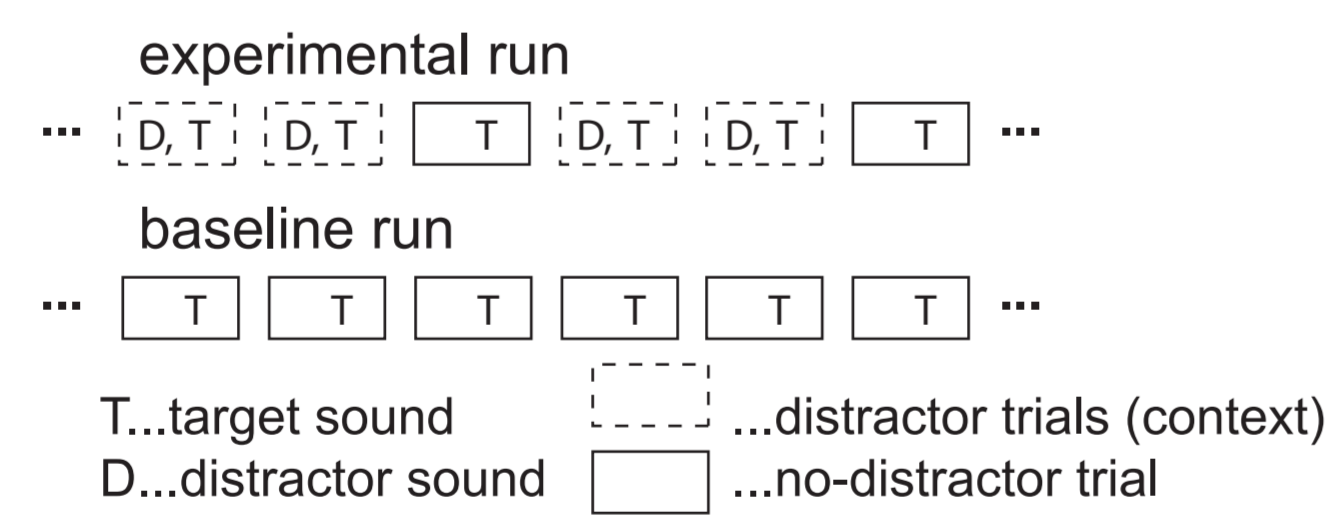 experimental run
... D, T D, T T D, T D, T T ...
baseline run
... T T T T T T ...
T...target sound ...distractor trials (context)
D...distractor sound ...no-distractor trial